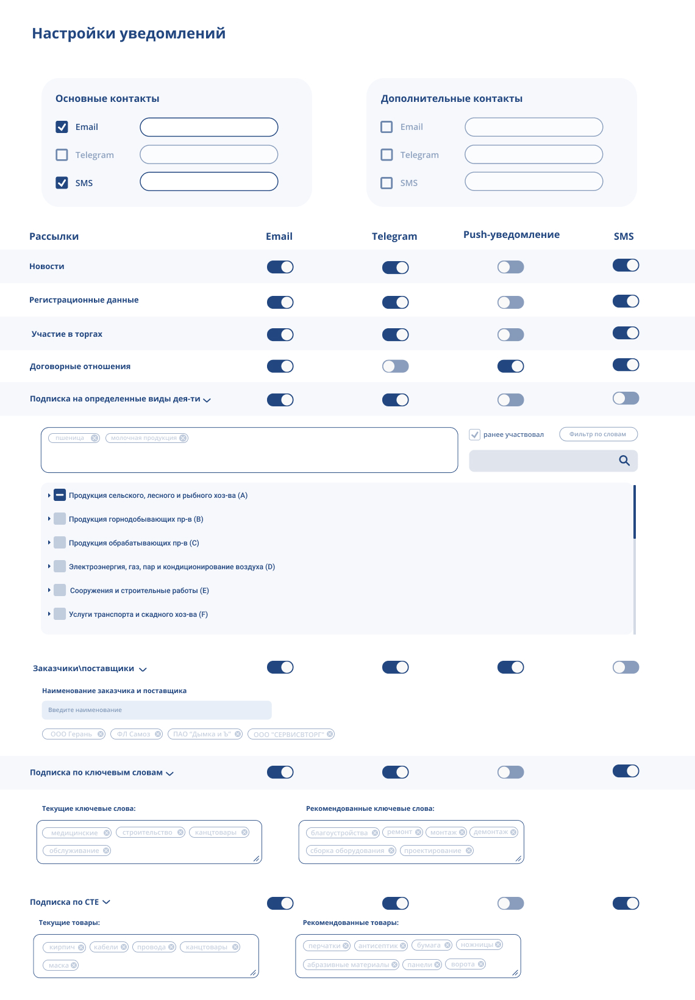 Настройки уведомлений
Основные контакты
Email
Telegram
SMS
Дополнительные контакты
Email
Telegram
SMS
Рассылки Email Telegram Push-уведомление SMS
Новости
Регистрационные данные
Участие в торгах
Договорные отношения
Подписка на определенные виды дея-ти
пшеница молочная продукция
ранее участвовал Фильтр по словам
Продукция сельского, лесного и рыбного хоз-ва (A)
Продукция горнодобывающих пр-в (B)
Продукция обрабатывающих пр-в (C)
Электроэнергия, газ, пар и кондиционирование воздуха (D)
Сооружения и строительные работы (E)
Услуги транспорта и скадного хоз-ва (F)
Заказчики\поставщики
Наименование заказчика и поставщика
Введите наименование
ООО Герань ФЛ Самоз ПАО "Дымка и Ъ" ООО "СЕРВИСВТОРГ"
Подписка по ключевым словам
Текущие ключевые слова:
медицинские строительство канцтовары
обслуживание
Рекомендованные ключевые слова:
благоустройства ремонт монтаж демонтаж
сборка оборудования проектирование
Подписка по СТЕ
Текущие товары:
кирпич кабели провода канцтовары
маска
Рекомендованные товары:
перчатки антисептик бумага ножницы
абразивные материалы панели ворота